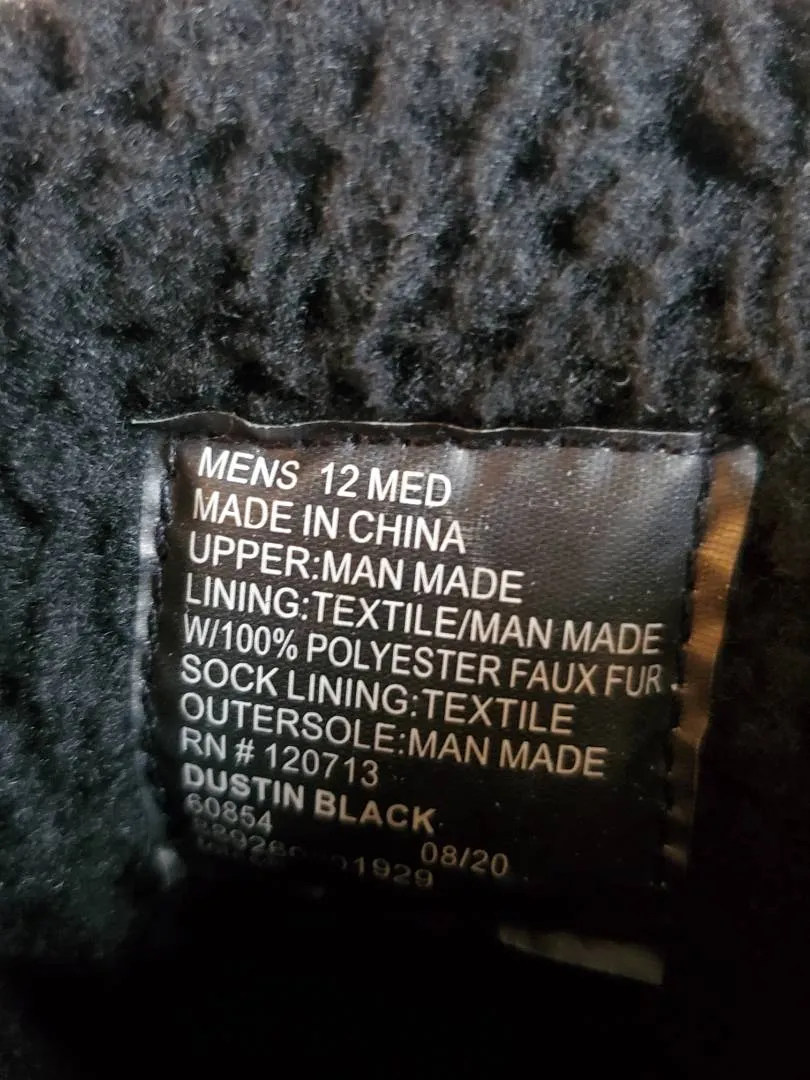 MENS 12 MED
MADE IN CHINA
UPPER:MAN MADE
LINING:TEXTILE/MAN MADE
W/100% POLYESTER FAUX FUR
SOCK LINING:TEXTILE
OUTERSOLE:MAN MADE
RN # 120713
DUSTIN BLACK
60854
08/20